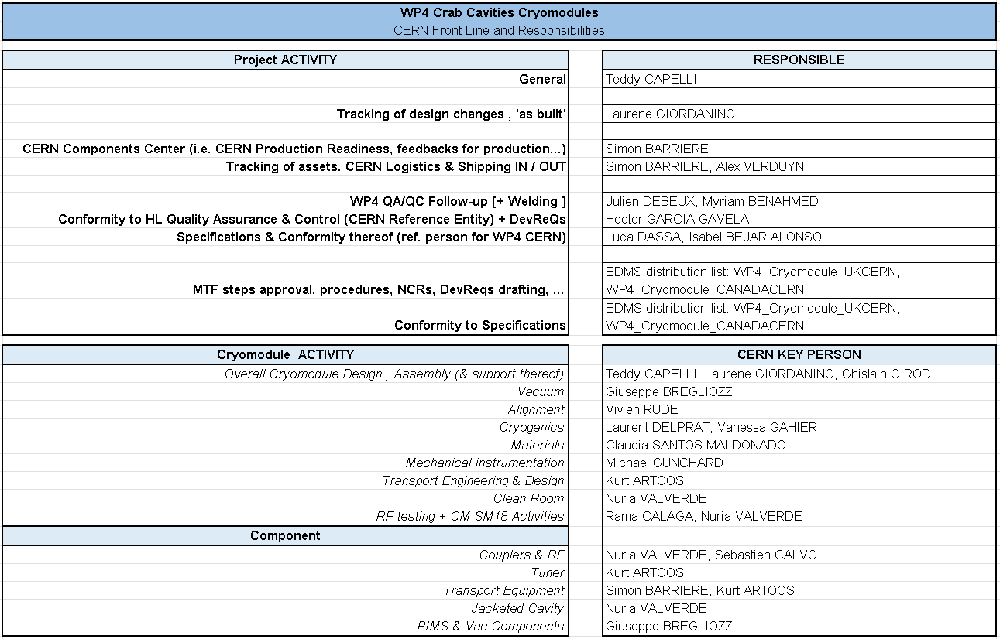 WP4 Crab Cavities Cryomodules
CERN Front Line and Responsibilities
Project ACTIVITY RESPONSIBLE
General Teddy CAPELLI
Tracking of design changes , 'as built' Laurene GIORDANINO
CERN Components Center (i.e. CERN Production Readiness, feedbacks for production,..) Simon BARRIERE
Tracking of assets. CERN Logistics & Shipping IN / OUT Simon BARRIERE, Alex VERDUYN
WP4 QA/QC Follow-up [+ Welding ] Julien DEBEUX, Myriam BENAHMED
Conformity to HL Quality Assurance & Control (CERN Reference Entity) + DevReQs Hector GARCIA GAVELA
Specifications & Conformity thereof (ref. person for WP4 CERN) Luca DASSA, Isabel BEJAR ALONSO
EDMS distribution list: WP4_Cryomodule_UKCERN,
MTF steps approval, procedures, NCRs, DevReqs drafting, ... WP4_Cryomodule_CANADACERN
EDMS distribution list: WP4_Cryomodule_UKCERN,
Conformity to Specifications WP4_Cryomodule_CANADACERN
Cryomodule ACTIVITY CERN KEY PERSON
Overall Cryomodule Design , Assembly (& support thereof) Teddy CAPELLI, Laurene GIORDANINO, Ghislain GIROD
Vacuum Giuseppe BREGLIOZZI
Alignment Vivien RUDE
Cryogenics Laurent DELPRAT, Vanessa GAHIER
Materials Claudia SANTOS MALDONADO
Mechanical instrumentation Michael GUNCHARD
Transport Engineering & Design Kurt ARTOOS
Clean Room Nuria VALVERDE
RF testing + CM SM18 Activities Rama CALAGA, Nuria VALVERDE
Component
Couplers & RF Nuria VALVERDE, Sebastien CALVO
Tuner Kurt ARTOOS
Transport Equipment Simon BARRIERE, Kurt ARTOOS
Jacketed Cavity Nuria VALVERDE
PIMS & Vac Components Giuseppe BREGLIOZZI